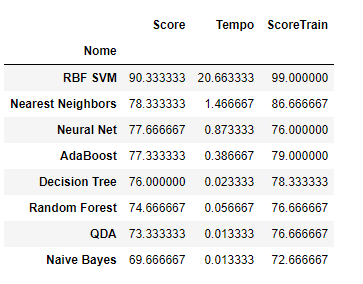 Score Tempo ScoreTrain
Nome
RBF SVM 90.333333 20.663333 99.000000
Nearest Neighbors 78.333333 1.466667 86.666667
Neural Net 77.666667 0.873333 76.000000
AdaBoost 77.333333 0.386667 79.000000
Decision Tree 76.000000 0.023333 78.333333
Random Forest 74.666667 0.056667 76.666667
QDA 73.333333 0.013333 76.666667
Naive Bayes 69.666667 0.013333 72.666667